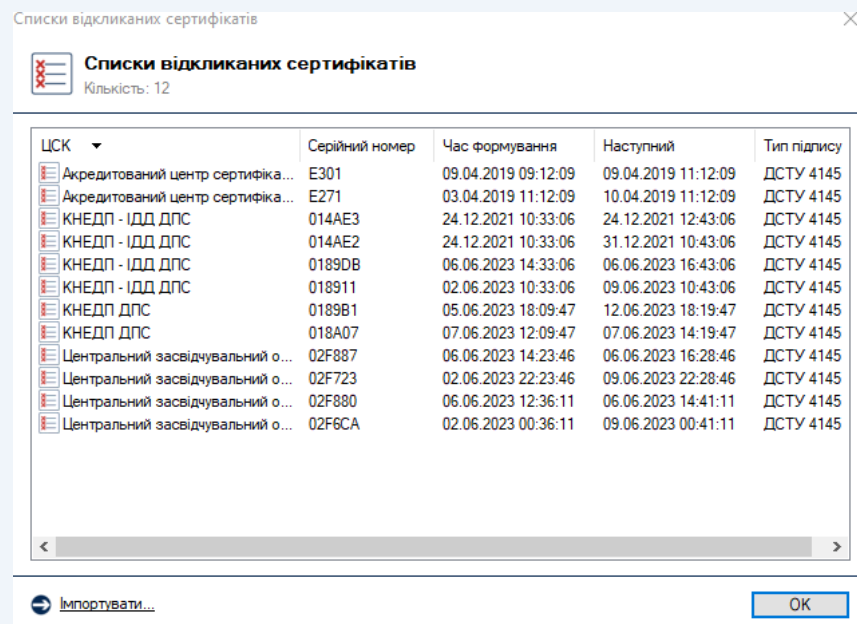 Списки відкликаних сертифікатів
Списки відкликаних сертифікатів
Кількість: 12
ЦСК Серійний номер Час формування Наступний Тип підпису
Акредитований центр сертифіка... E301 09.04.2019 09:12:09 09.04.2019 11:12:09 ДСТУ 4145
Акредитований центр сертифіка... E271 03.04.2019 11:12:09 10.04.2019 11:12:09 ДСТУ 4145
КНЕДП - ІДД ДПС 014AE3 24.12.2021 10:33:06 24.12.2021 12:43:06 ДСТУ 4145
КНЕДП - ІДД ДПС 014AE2 24.12.2021 10:33:06 31.12.2021 10:43:06 ДСТУ 4145
КНЕДП - ІДД ДПС 0189DB 06.06.2023 14:33:06 06.06.2023 16:43:06 ДСТУ 4145
КНЕДП - ІДД ДПС 018911 02.06.2023 10:33:06 09.06.2023 10:43:06 ДСТУ 4145
КНЕДП ДПС 0189B1 05.06.2023 18:09:47 12.06.2023 18:19:47 ДСТУ 4145
КНЕДП ДПС 018A07 07.06.2023 12:09:47 07.06.2023 14:19:47 ДСТУ 4145
Центральний засвідчувальний о... 02F887 06.06.2023 14:23:46 06.06.2023 16:28:46 ДСТУ 4145
Центральний засвідчувальний о... 02F723 02.06.2023 22:23:46 09.06.2023 22:28:46 ДСТУ 4145
Центральний засвідчувальний о... 02F880 06.06.2023 12:36:11 06.06.2023 14:41:11 ДСТУ 4145
Центральний засвідчувальний о... 02F6CA 02.06.2023 00:36:11 09.06.2023 00:41:11 ДСТУ 4145
Імпортувати... OK